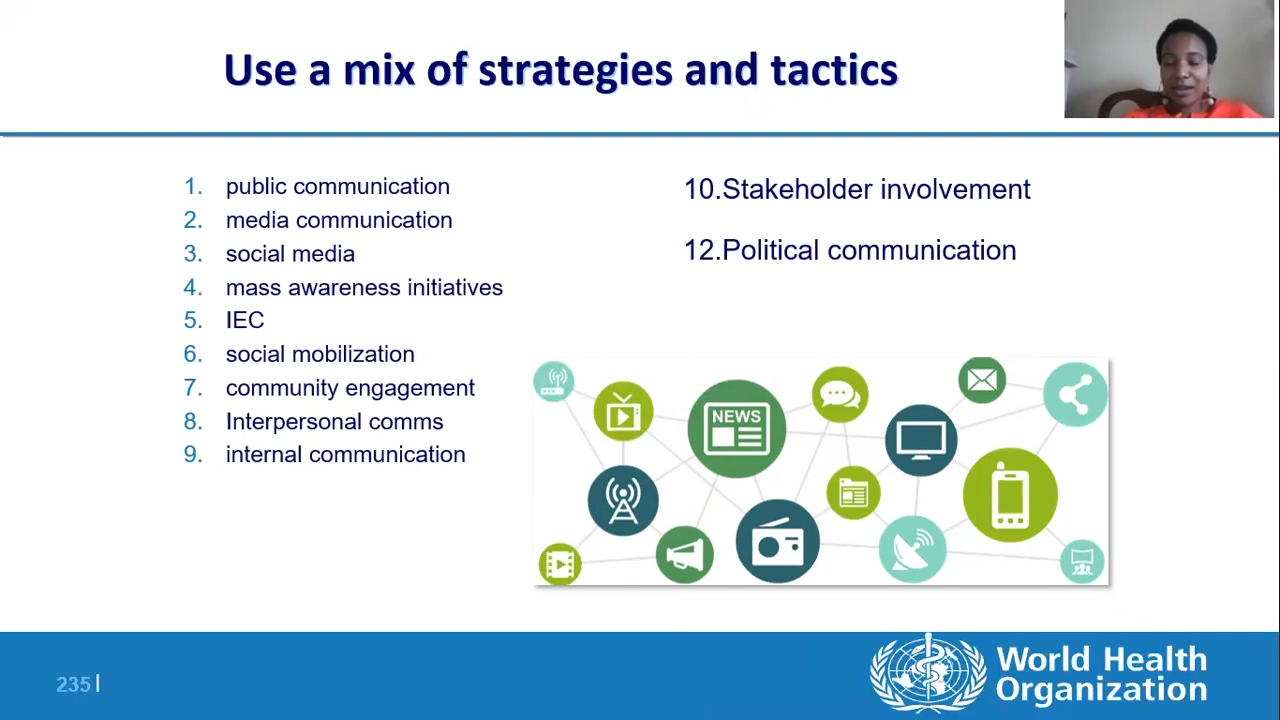 Use a mix of strategies and tactics
1. public communication
2. media communication
3. social media
4. mass awareness initiatives
5. IEC
6. social mobilization
7. community engagement
8. Interpersonal comms
9. internal communication
10.Stakeholder involvement
12.Political communication
NEWS
235|
World Health
Organization